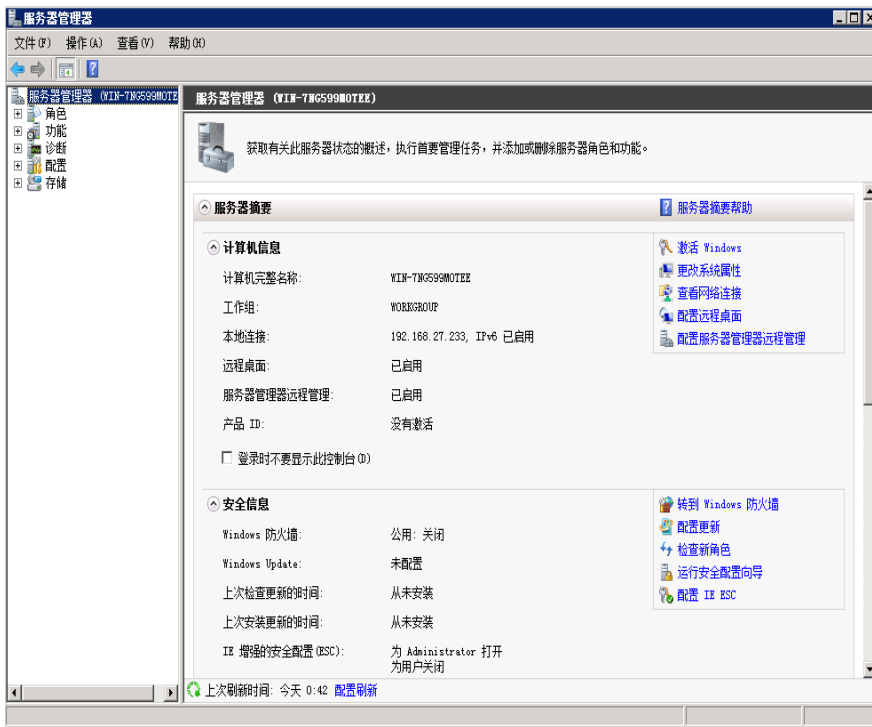 服务器管理器
文件(F) 操作(A) 查看(V) 帮助(H)
服务器管理器 (WIN-7NG599MOTE
角色
功能
诊断
配置
存储
服务器管理器 (WIN-7NG599MOTEE)
获取有关此服务器状态的概述，执行首要管理任务，并添加或删除服务器角色和功能。
服务器摘要
服务器摘要帮助
计算机信息
计算机完整名称: WIN-7NG599MOTEE
工作组: WORKGROUP
本地连接: 192.168.27.233, IPv6 已启用
远程桌面: 已启用
服务器管理器远程管理: 已启用
产品 ID: 没有激活
登录时不要显示此控制台(D)
激活 Windows
更改系统属性
查看网络连接
配置远程桌面
配置服务器管理器远程管理
安全信息
Windows 防火墙: 公用: 关闭
Windows Update: 未配置
上次检查更新的时间: 从未安装
上次安装更新的时间: 从未安装
IE 增强的安全配置(ESC): 为 Administrator 打开
为用户关闭
转到 Windows 防火墙
配置更新
检查新角色
运行安全配置向导
配置 IE ESC
上次刷新时间: 今天 0:42 配置刷新